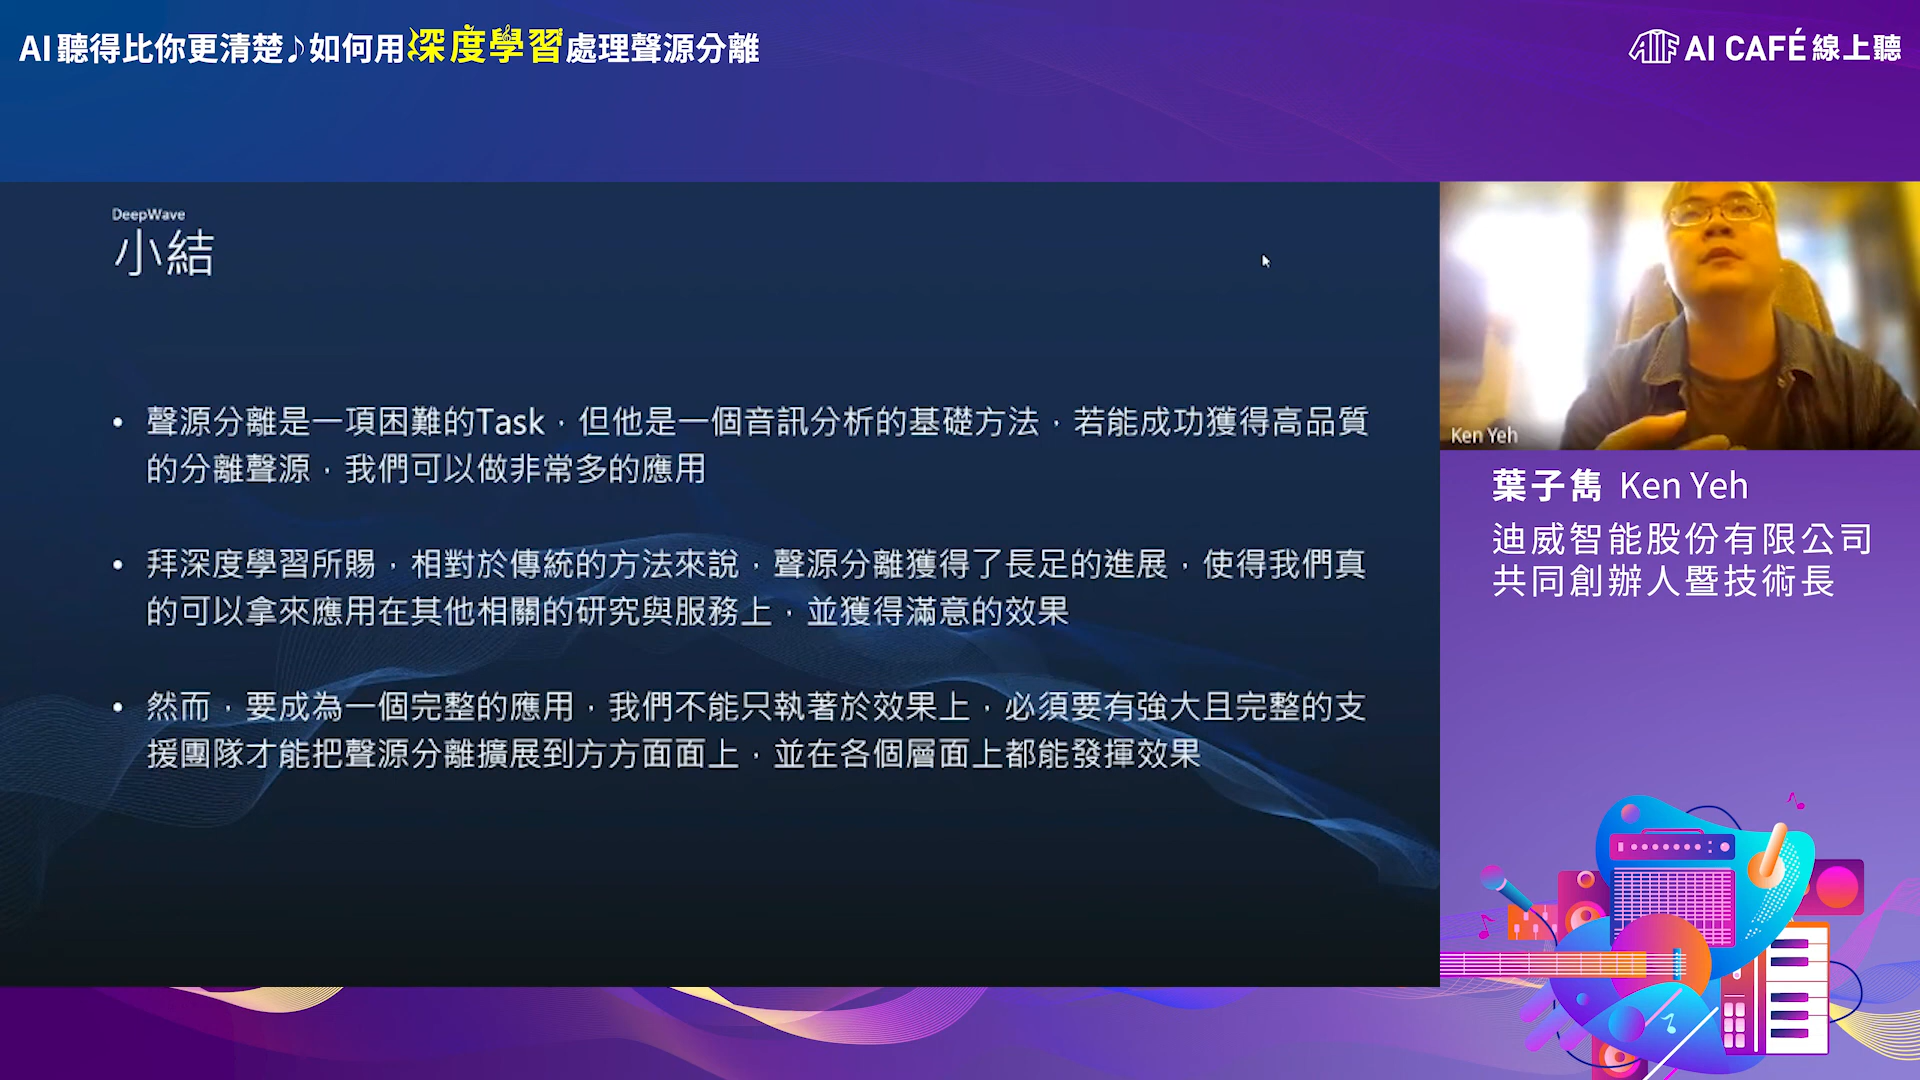 AI 聽得比你更清楚♪如何用深度學習處理聲源分離
AIF AI CAFÉ 線上聽
DeepWave
小結
• 聲源分離是一項困難的Task，但他是一個音訊分析的基礎方法，若能成功獲得高品質
的分離聲源，我們可以做非常多的應用
• 拜深度學習所賜，相對於傳統的方法來說，聲源分離獲得了長足的進展，使得我們真
的可以拿來應用在其他相關的研究與服務上，並獲得滿意的效果
• 然而，要成為一個完整的應用，我們不能只執著於效果上，必須要有強大且完整的支
援團隊才能把聲源分離擴展到方方面面上，並在各個層面上都能發揮效果
Ken Yeh
葉子雋 Ken Yeh
迪威智能股份有限公司
共同創辦人暨技術長